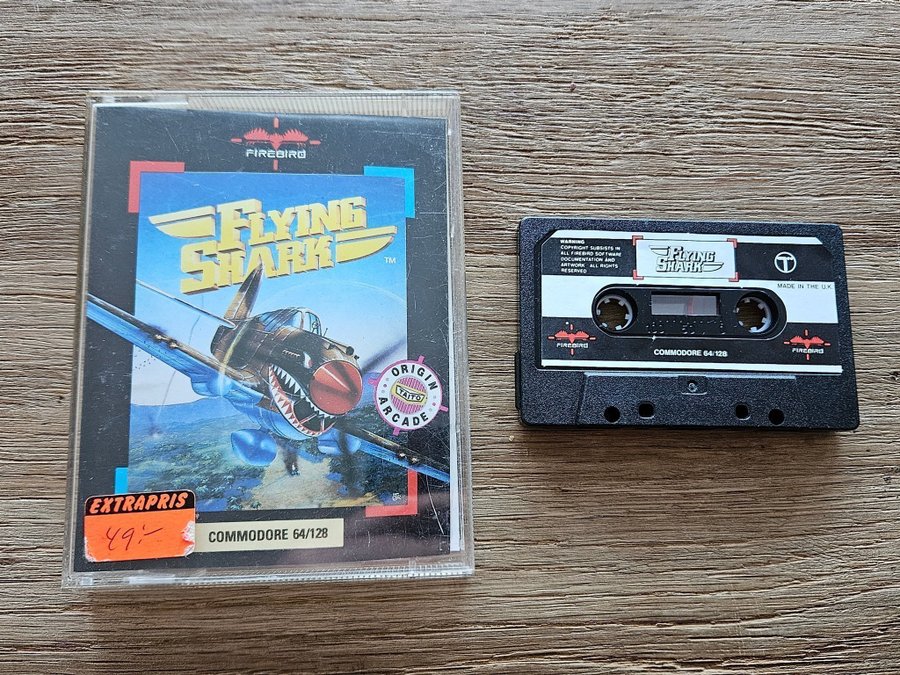 FIREBIRD
FLYING
SHARK
TM
ORIGIN
TAITO
ARCADE
EXTRAPRIS
49:-
COMMODORE 64/128
WARNING
COPYRIGHT SUBSISTS IN
ALL FIREBIRD SOFTWARE
DOCUMENTATION AND
ARTWORK ALL RIGHTS
RESERVED
FLYING
SHARK
T
MADE IN THE U.K
FIREBIRD
COMMODORE 64/128
FIREBIRD